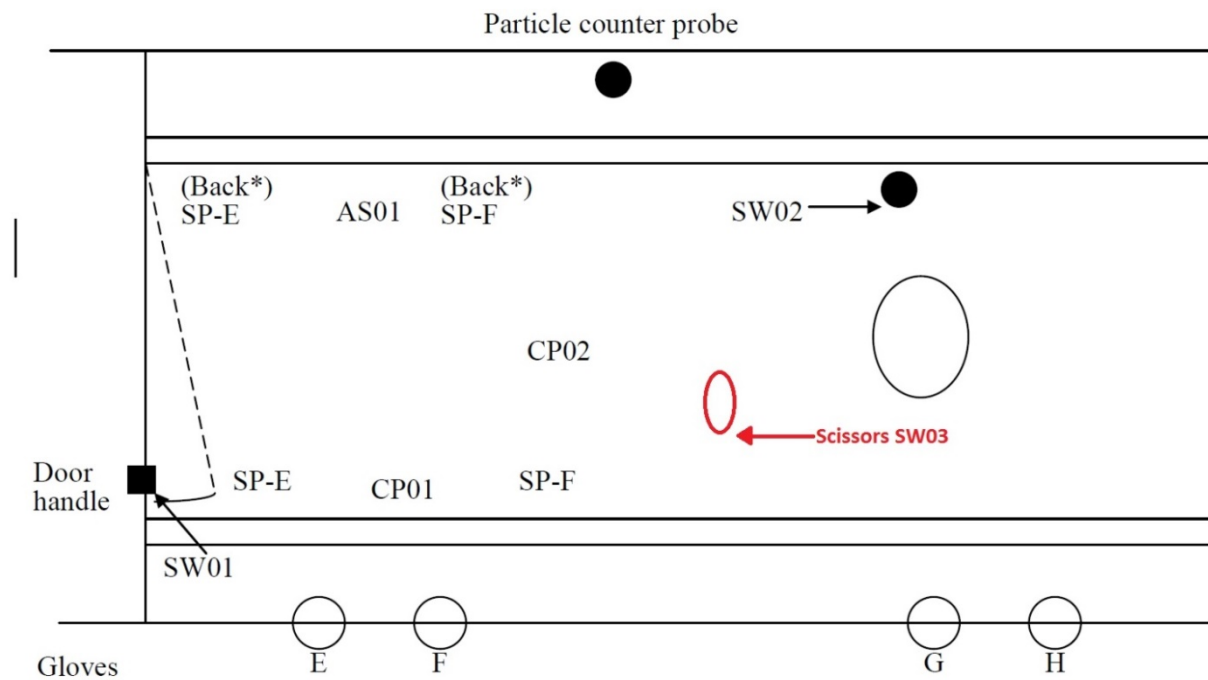 Particle counter probe
(Back*)
SP-E
AS01
(Back*)
SP-F
SW02
CP02
Scissors SW03
Door
handle
SP-E
CP01
SP-F
SW01
Gloves
E
F
G
H